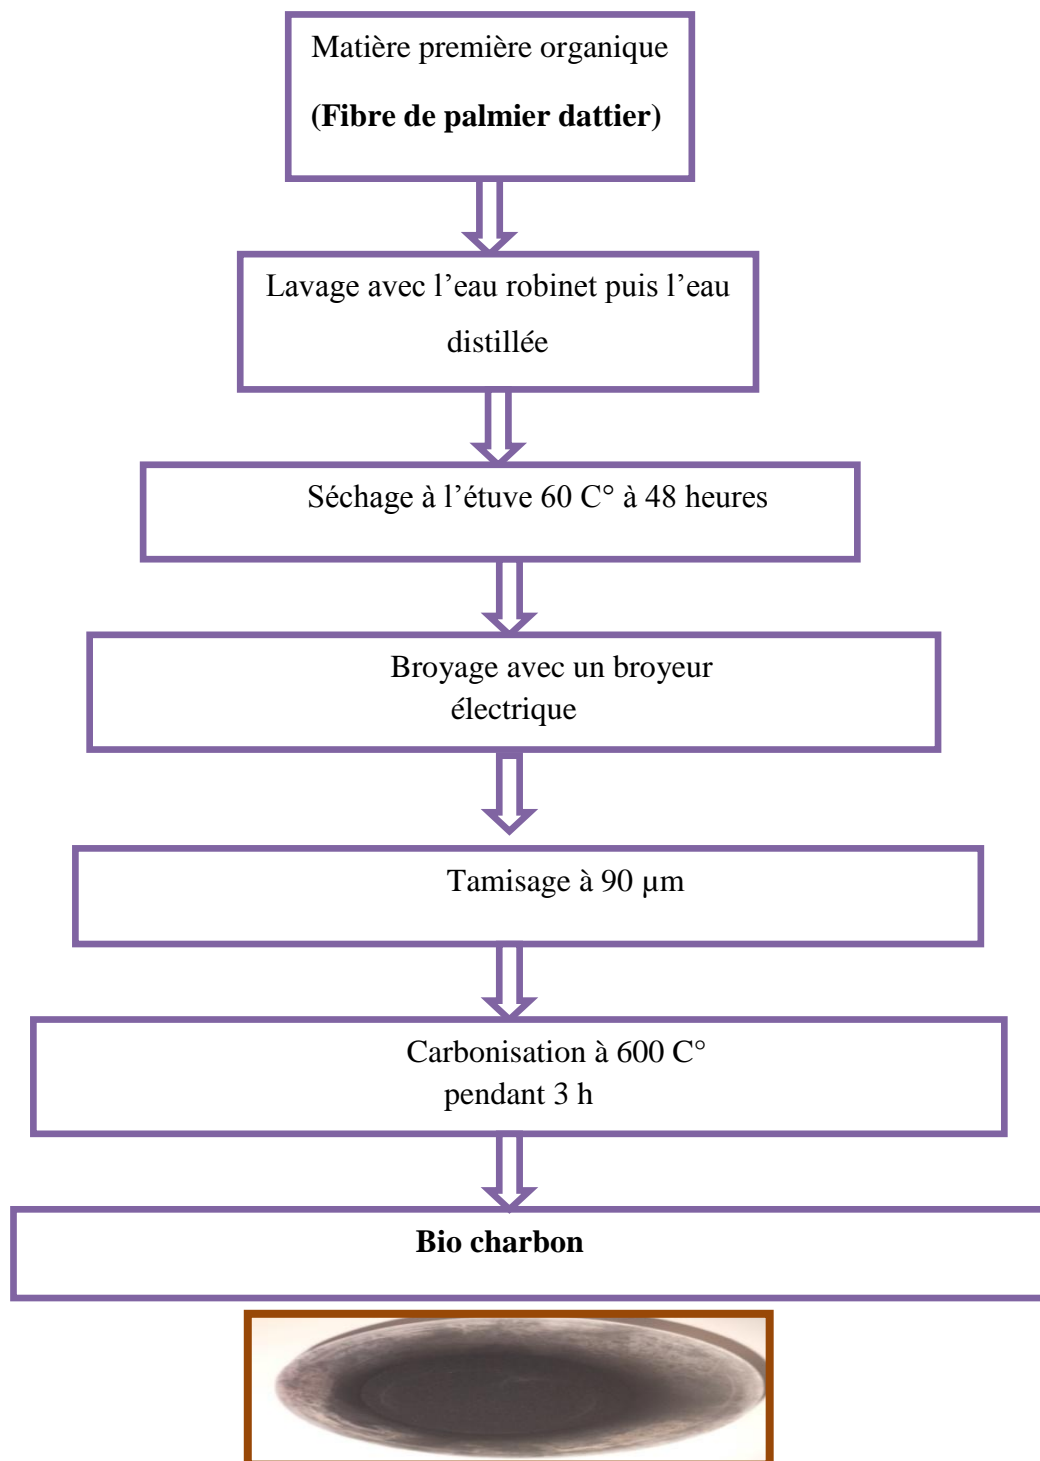 Matière première organique
(Fibre de palmier dattier)
Lavage avec l’eau robinet puis l’eau
distillée
Séchage à l’étuve 60 C° à 48 heures
Broyage avec un broyeur
électrique
Tamisage à 90 µm
Carbonisation à 600 C°
pendant 3 h
Bio charbon